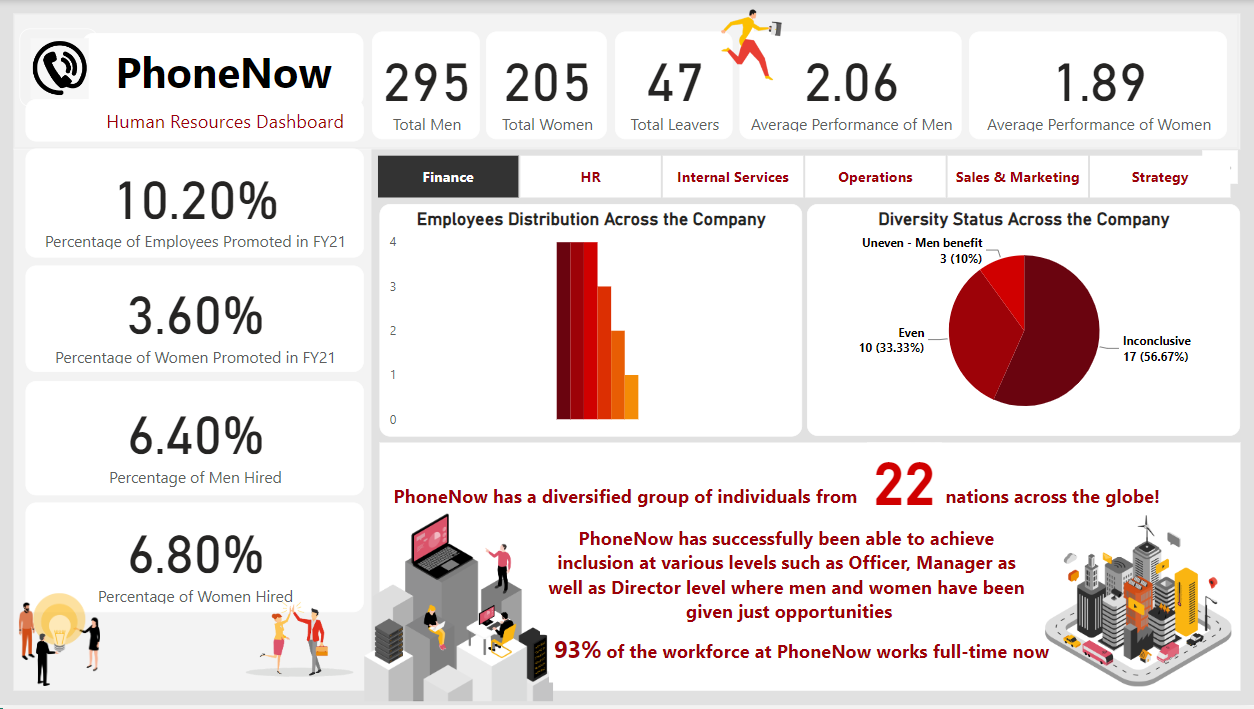 PhoneNow
Human Resources Dashboard
295
Total Men
205
Total Women
47
Total Leavers
2.06
Average Performance of Men
1.89
Average Performance of Women
10.20%
Percentage of Employees Promoted in FY21
3.60%
Percentage of Women Promoted in FY21
6.40%
Percentage of Men Hired
6.80%
Percentage of Women Hired
Finance
HR
Internal Services
Operations
Sales & Marketing
Strategy
Employees Distribution Across the Company
4
3
2
1
0
Diversity Status Across the Company
Uneven - Men benefit
3 (10%)
Even
10 (33.33%)
Inconclusive
17 (56.67%)
PhoneNow has a diversified group of individuals from 22 nations across the globe!
PhoneNow has successfully been able to achieve
inclusion at various levels such as Officer, Manager as
well as Director level where men and women have been
given just opportunities
93% of the workforce at PhoneNow works full-time now